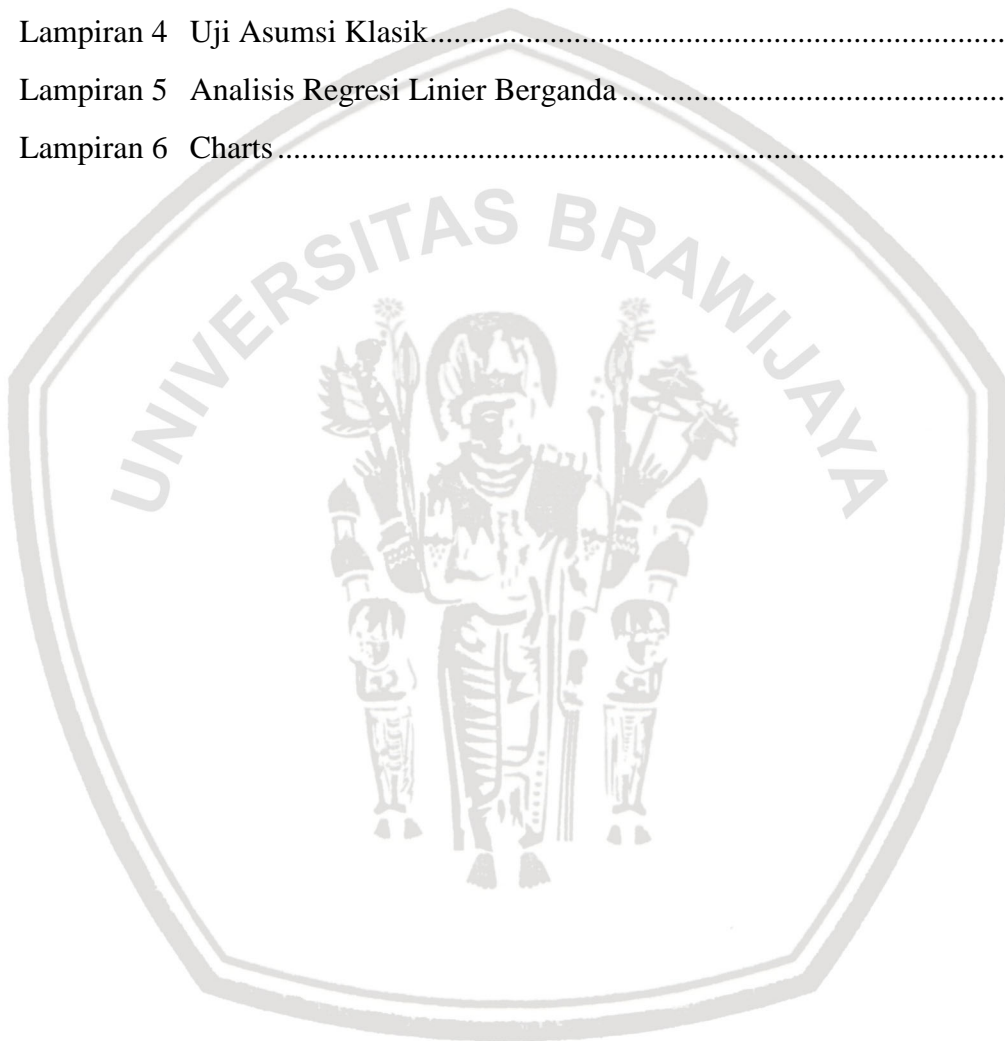 Lampiran 4 Uji Asumsi Klasik..........................................................................
Lampiran 5 Analisis Regresi Linier Berganda.................................................
Lampiran 6 Charts.............................................................................................
UNIVERSITAS BRAWIJAYA